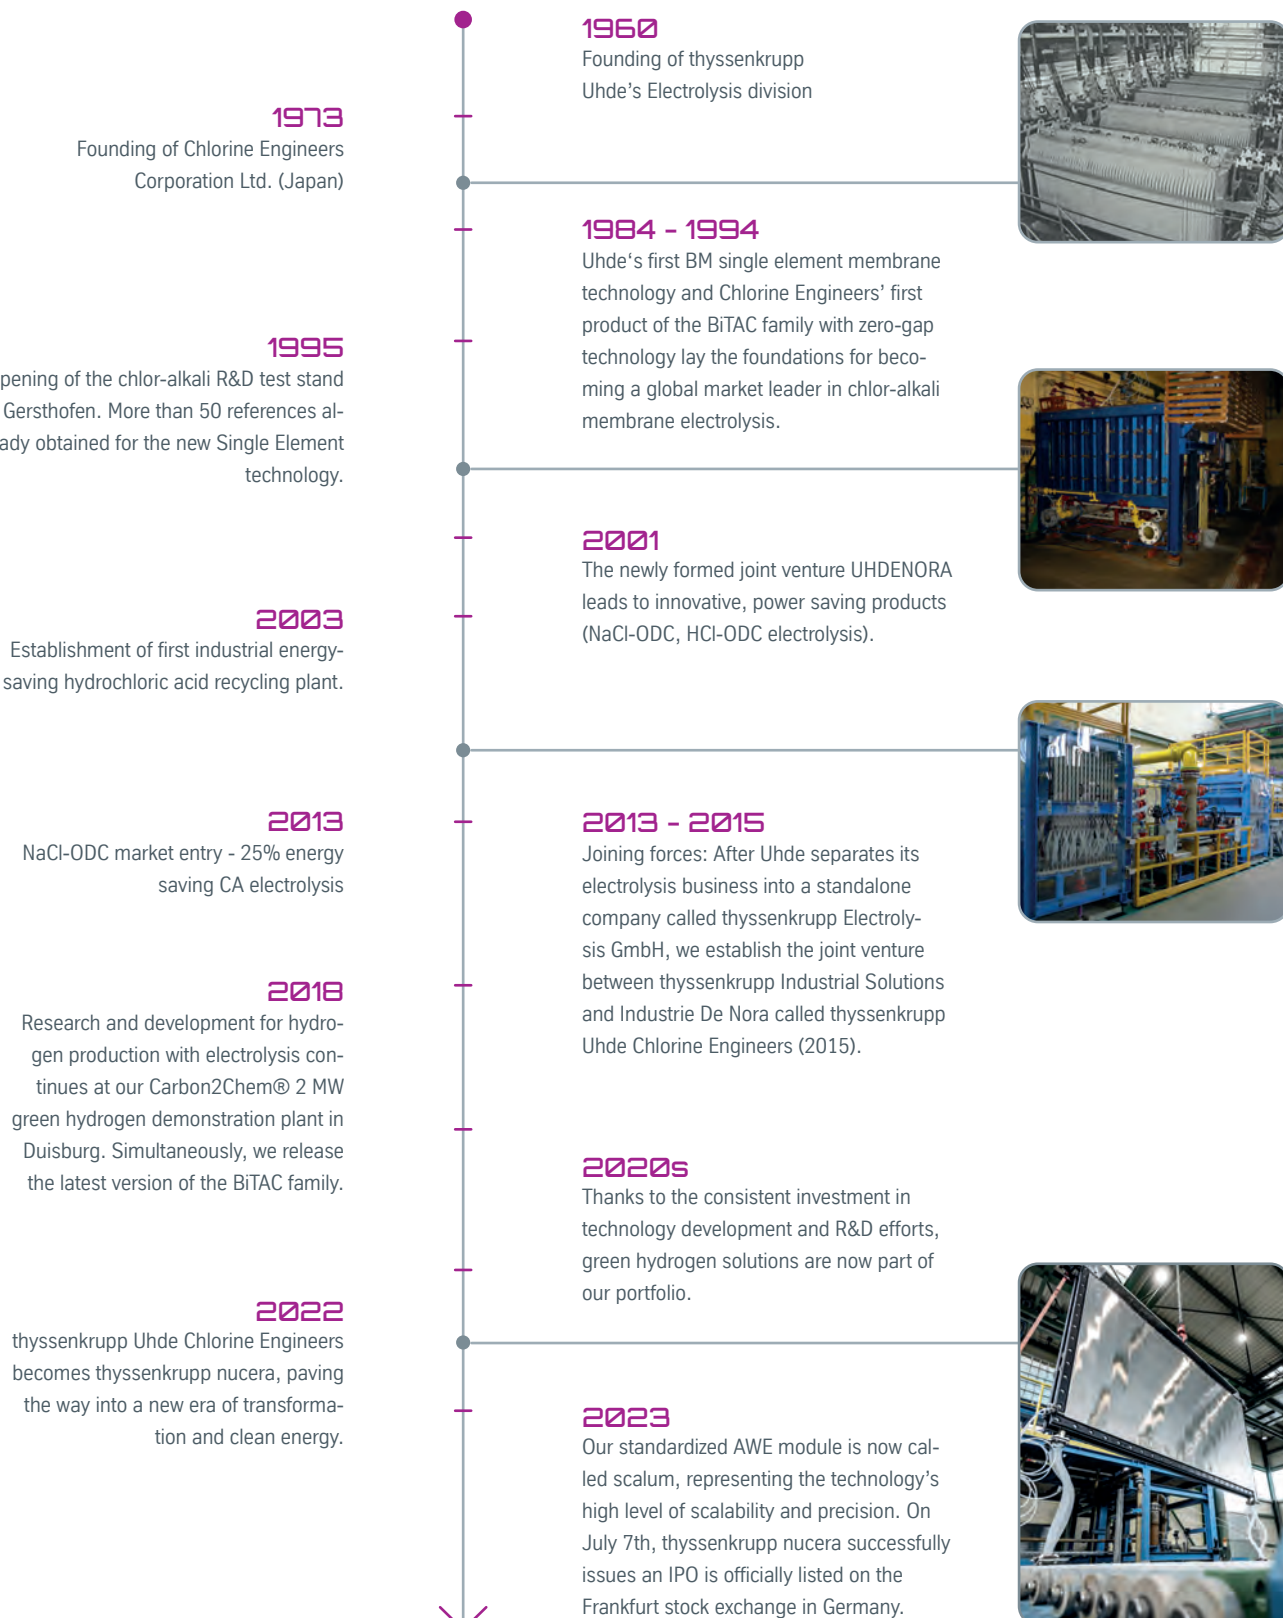 1960
Founding of thyssenkrupp
Uhde's Electrolysis division
1973
Founding of Chlorine Engineers
Corporation Ltd. (Japan)
1984 - 1994
Uhde‘s first BM single element membrane
technology and Chlorine Engineers’ first
product of the BiTAC family with zero-gap
technology lay the foundations for beco-
ming a global market leader in chlor-alkali
membrane electrolysis.
1995
pening of the chlor-alkali R&D test stand
Gersthofen. More than 50 references al-
ady obtained for the new Single Element
technology.
2001
The newly formed joint venture UHDENORA
leads to innovative, power saving products
(NaCl-ODC, HCl-ODC electrolysis).
2003
Establishment of first industrial energy-
saving hydrochloric acid recycling plant.
2013
NaCl-ODC market entry - 25% energy
saving CA electrolysis
2013 - 2015
Joining forces: After Uhde separates its
electrolysis business into a standalone
company called thyssenkrupp Electroly-
sis GmbH, we establish the joint venture
between thyssenkrupp Industrial Solutions
and Industrie De Nora called thyssenkrupp
Uhde Chlorine Engineers (2015).
2018
Research and development for hydro-
gen production with electrolysis con-
tinues at our Carbon2Chem® 2 MW
green hydrogen demonstration plant in
Duisburg. Simultaneously, we release
the latest version of the BiTAC family.
2020s
Thanks to the consistent investment in
technology development and R&D efforts,
green hydrogen solutions are now part of
our portfolio.
2022
thyssenkrupp Uhde Chlorine Engineers
becomes thyssenkrupp nucera, paving
the way into a new era of transforma-
tion and clean energy.
2023
Our standardized AWE module is now cal-
led scalum, representing the technology’s
high level of scalability and precision. On
July 7th, thyssenkrupp nucera successfully
issues an IPO is officially listed on the
Frankfurt stock exchange in Germany.